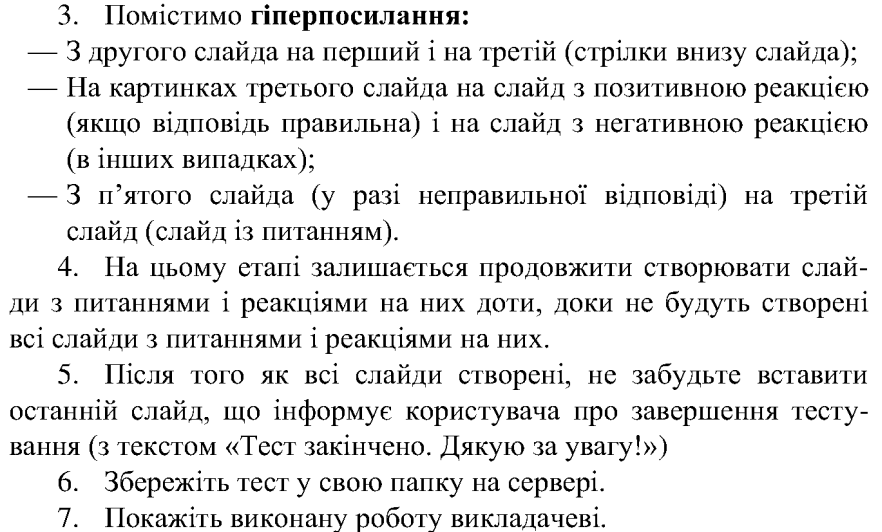 3. Помістимо гіперпосилання:
— З другого слайда на перший і на третій (стрілки внизу слайда);
— На картинках третього слайда на слайд з позитивною реакцією
(якщо відповідь правильна) і на слайд з негативною реакцією
(в інших випадках);
— З п’ятого слайда (у разі неправильної відповіді) на третій
слайд (слайд із питанням).
4. На цьому етапі залишається продовжити створювати слай-
ди з питаннями і реакціями на них доти, доки не будуть створені
всі слайди з питаннями і реакціями на них.
5. Після того як всі слайди створені, не забудьте вставити
останній слайд, що інформує користувача про завершення тесту-
вання (з текстом «Тест закінчено. Дякую за увагу!»)
6. Збережіть тест у свою папку на сервері.
7. Покажіть виконану роботу викладачеві.